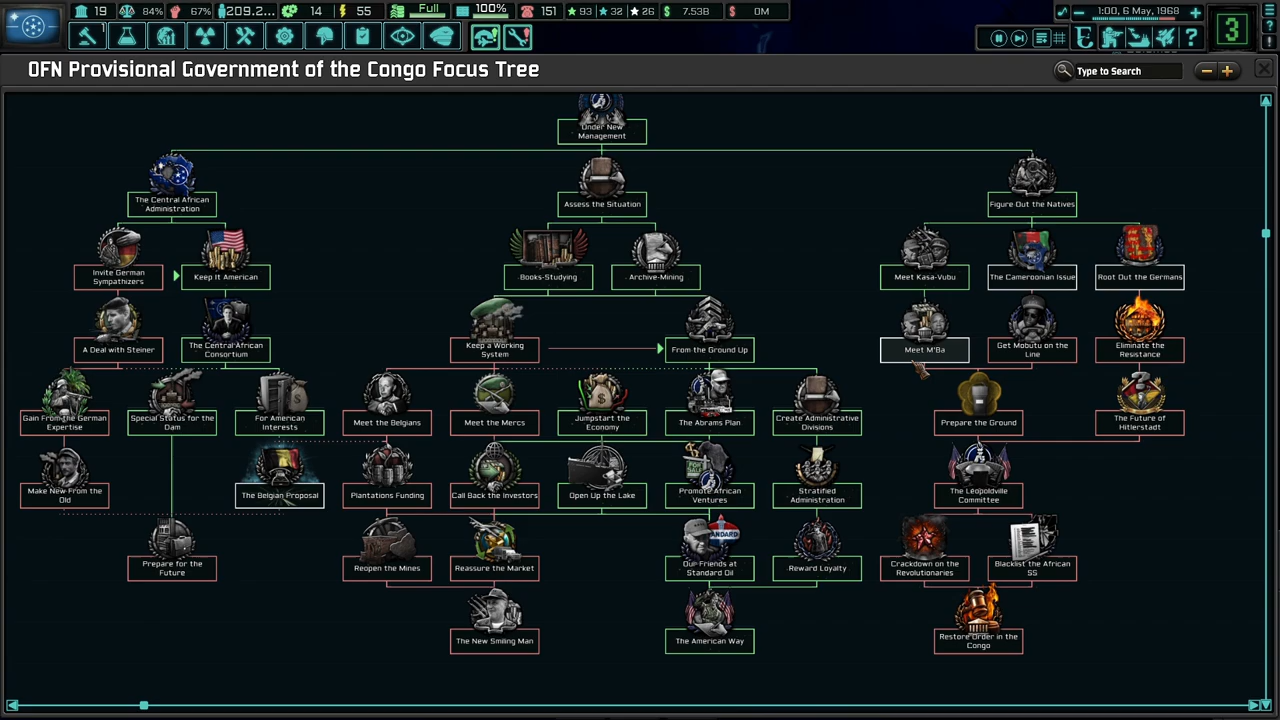 19 84% 67% 209.2... 14 55 Full 100% 151 93 32 26 $ 7.53B $ 0M
1:00, 6 May, 1968
3
OFN Provisional Government of the Congo Focus Tree
Type to Search
Under New
Management
The Central African
Administration
Assess the Situation
Figure Out the Natives
Invite German
Sympathizers
Keep It American
Books-Studying
Archive-Mining
Meet Kasa-Vubu
The Cameroonian Issue
Root Out the Germans
A Deal with Steiner
The Central African
Consortium
Keep a Working
System
From the Ground Up
Meet M'Ba
Get Mobutu on the
Line
Eliminate the
Resistance
Gain From the German
Expertise
Special Status for the
Dam
For American
Interests
Meet the Belgians
Meet the Mercs
Jumpstart the
Economy
The Abrams Plan
Create Administrative
Divisions
Prepare the Ground
The Future of
Hitlerstadt
Make New From the
Old
The Belgian Proposal
Plantations Funding
Call Back the Investors
Open Up the Lake
FOR
SALE
Promote African
Ventures
Stratified
Administration
The Léopoldville
Committee
Prepare for the
Future
Reopen the Mines
Reassure the Market
ANDARD
Our Friends at
Standard Oil
Reward Loyalty
Crackdown on the
Revolutionaries
Blacklist the African
SS
The New Smiling Man
The American Way
Restore Order in the
Congo